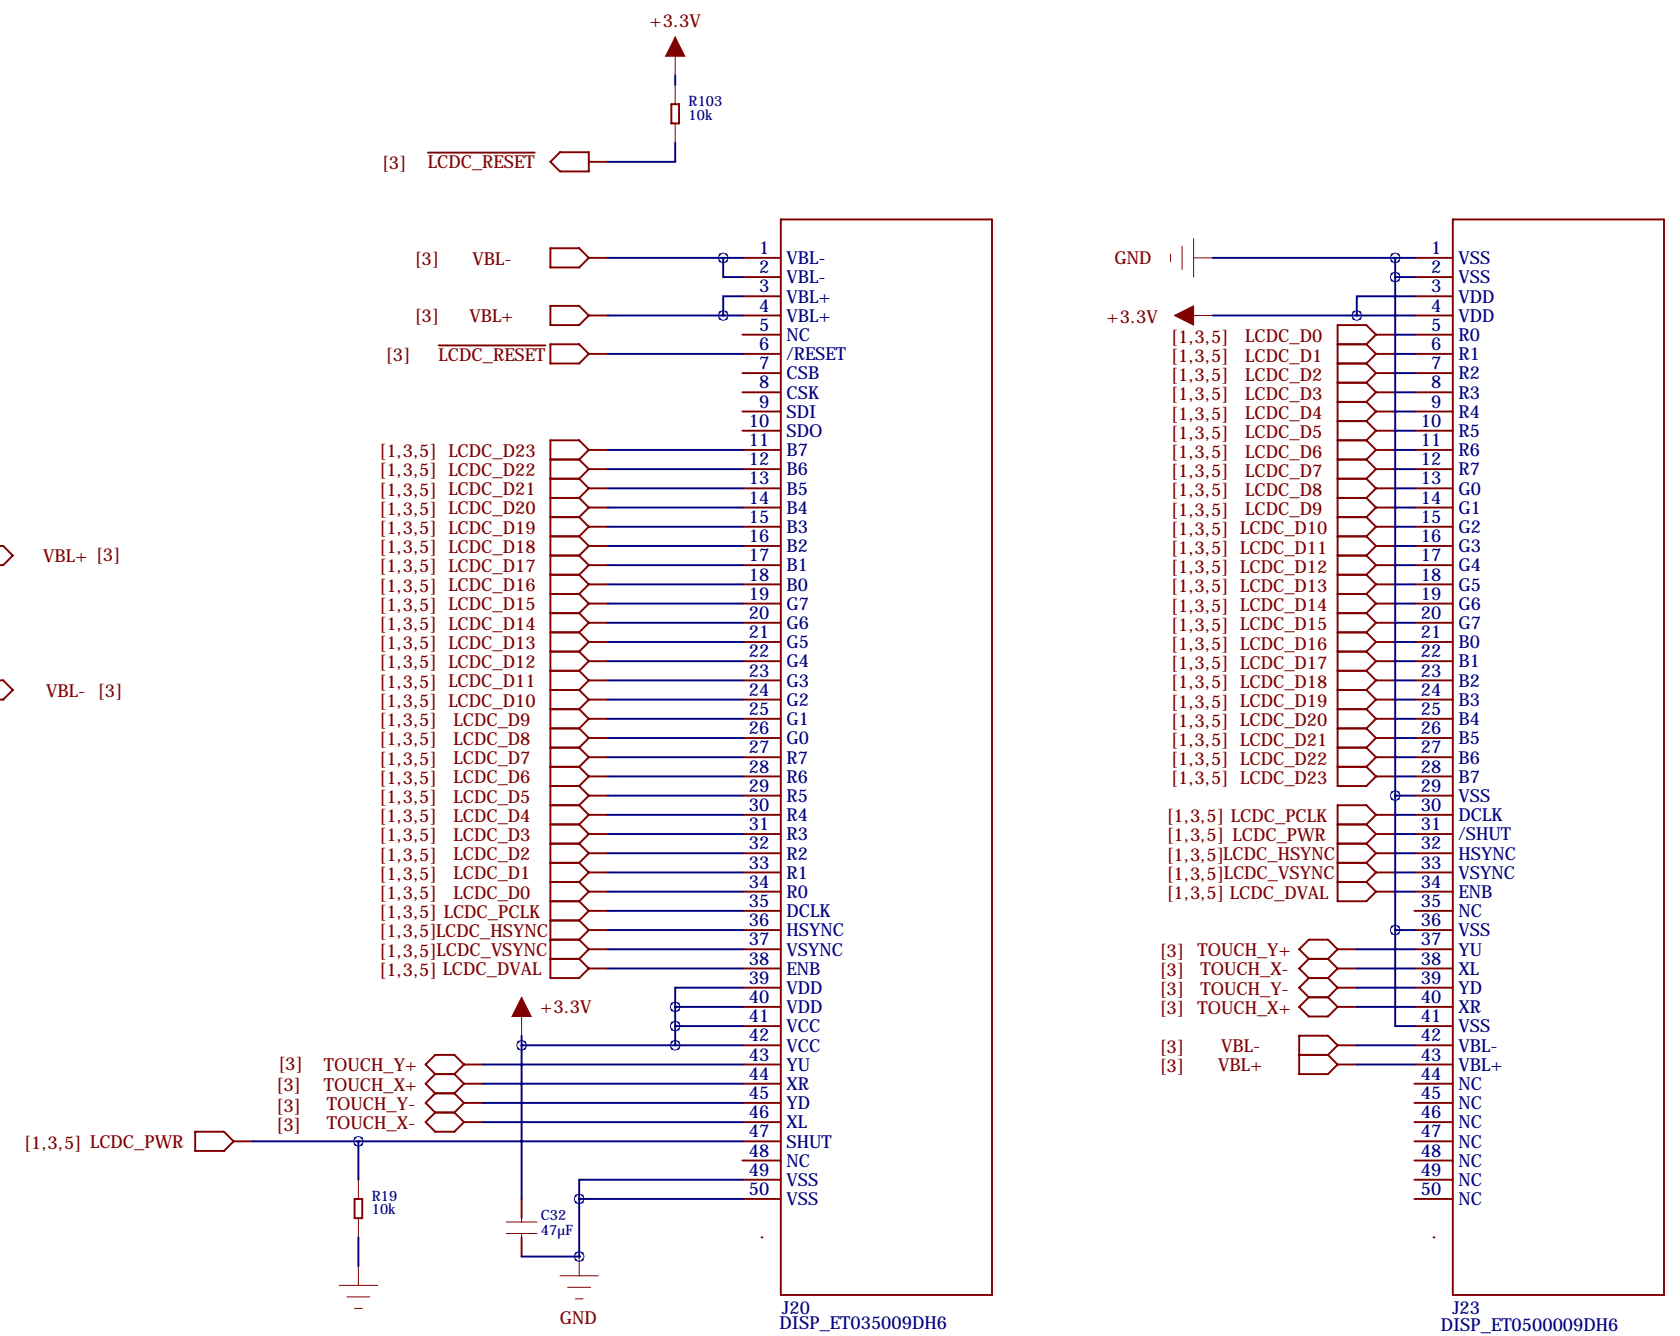 +3.3V
R103
10k
[3] LCDC_RESET
[3] VBL-
[3] VBL+
[3] LCDC_RESET
[1,3,5] LCDC_D23
[1,3,5] LCDC_D22
[1,3,5] LCDC_D21
[1,3,5] LCDC_D20
[1,3,5] LCDC_D19
[1,3,5] LCDC_D18
[1,3,5] LCDC_D17
[1,3,5] LCDC_D16
[1,3,5] LCDC_D15
[1,3,5] LCDC_D14
[1,3,5] LCDC_D13
[1,3,5] LCDC_D12
[1,3,5] LCDC_D11
[1,3,5] LCDC_D10
[1,3,5] LCDC_D9
[1,3,5] LCDC_D8
[1,3,5] LCDC_D7
[1,3,5] LCDC_D6
[1,3,5] LCDC_D5
[1,3,5] LCDC_D4
[1,3,5] LCDC_D3
[1,3,5] LCDC_D2
[1,3,5] LCDC_D1
[1,3,5] LCDC_D0
[1,3,5] LCDC_PCLK
[1,3,5]LCDC_HSYNC
[1,3,5]LCDC_VSYNC
[1,3,5] LCDC_DVAL
VBL+ [3]
VBL- [3]
+3.3V
[3] TOUCH_Y+
[3] TOUCH_X+
[3] TOUCH_Y-
[3] TOUCH_X-
[1,3,5] LCDC_PWR
R19
10k
C32
47µF
GND
1 VBL-
2 VBL-
3 VBL+
4 VBL+
5 NC
6 /RESET
7 CSB
8 CSK
9 SDI
10 SDO
11 B7
12 B6
13 B5
14 B4
15 B3
16 B2
17 B1
18 B0
19 G7
20 G6
21 G5
22 G4
23 G3
24 G2
25 G1
26 G0
27 R7
28 R6
29 R5
30 R4
31 R3
32 R2
33 R1
34 R0
35 DCLK
36 HSYNC
37 VSYNC
38 ENB
39 VDD
40 VDD
41 VCC
42 VCC
43 YU
44 XR
45 YD
46 XL
47 SHUT
48 NC
49 VSS
50 VSS
J20
DISP_ET035009DH6
GND
+3.3V
[1,3,5] LCDC_D0
[1,3,5] LCDC_D1
[1,3,5] LCDC_D2
[1,3,5] LCDC_D3
[1,3,5] LCDC_D4
[1,3,5] LCDC_D5
[1,3,5] LCDC_D6
[1,3,5] LCDC_D7
[1,3,5] LCDC_D8
[1,3,5] LCDC_D9
[1,3,5] LCDC_D10
[1,3,5] LCDC_D11
[1,3,5] LCDC_D12
[1,3,5] LCDC_D13
[1,3,5] LCDC_D14
[1,3,5] LCDC_D15
[1,3,5] LCDC_D16
[1,3,5] LCDC_D17
[1,3,5] LCDC_D18
[1,3,5] LCDC_D19
[1,3,5] LCDC_D20
[1,3,5] LCDC_D21
[1,3,5] LCDC_D22
[1,3,5] LCDC_D23
[1,3,5] LCDC_PCLK
[1,3,5] LCDC_PWR
[1,3,5]LCDC_HSYNC
[1,3,5]LCDC_VSYNC
[1,3,5] LCDC_DVAL
[3] TOUCH_Y+
[3] TOUCH_X-
[3] TOUCH_Y-
[3] TOUCH_X+
[3] VBL-
[3] VBL+
1 VSS
2 VSS
3 VDD
4 VDD
5 R0
6 R1
7 R2
8 R3
9 R4
10 R5
11 R6
12 R7
13 G0
14 G1
15 G2
16 G3
17 G4
18 G5
19 G6
20 G7
21 B0
22 B1
23 B2
24 B3
25 B4
26 B5
27 B6
28 B7
29 VSS
30 DCLK
31 /SHUT
32 HSYNC
33 VSYNC
34 ENB
35 NC
36 VSS
37 YU
38 XL
39 YD
40 XR
41 VSS
42 VBL-
43 VBL+
44 NC
45 NC
46 NC
47 NC
48 NC
49 NC
50 NC
J23
DISP_ET0500009DH6